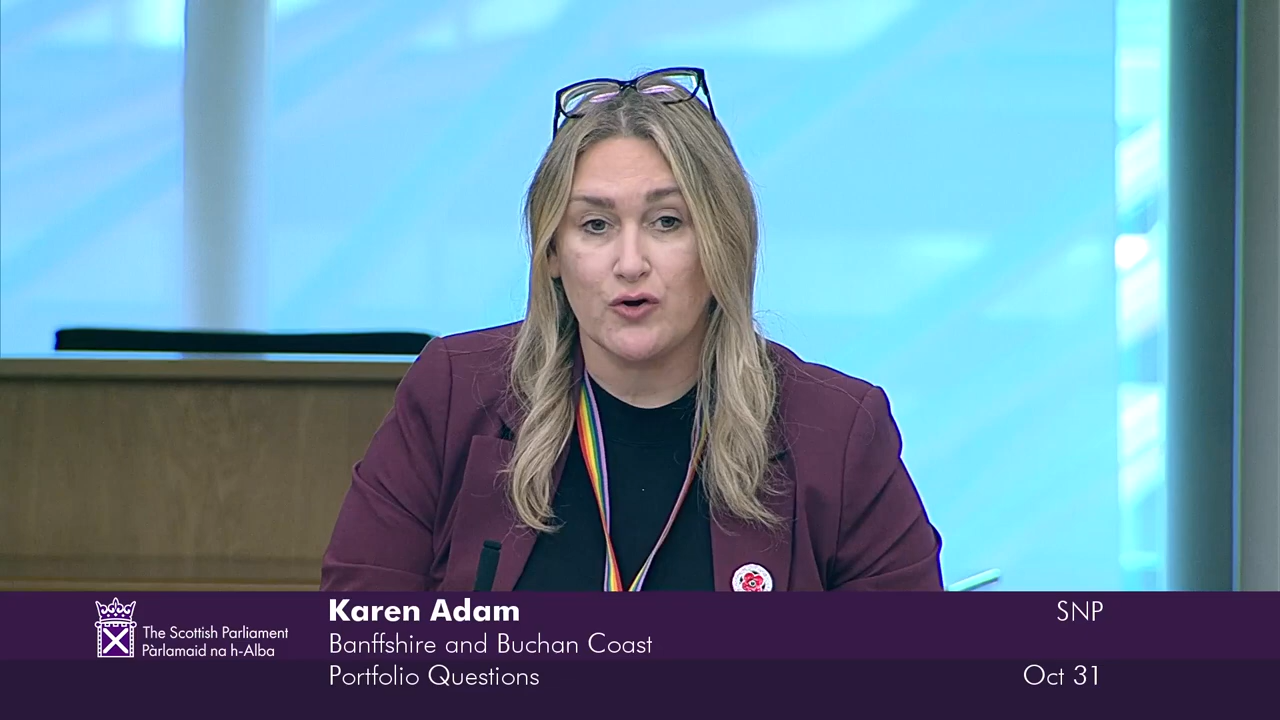 The Scottish Parliament
Pàrlamaid na h-Alba
Karen Adam
SNP
Banffshire and Buchan Coast
Portfolio Questions
Oct 31